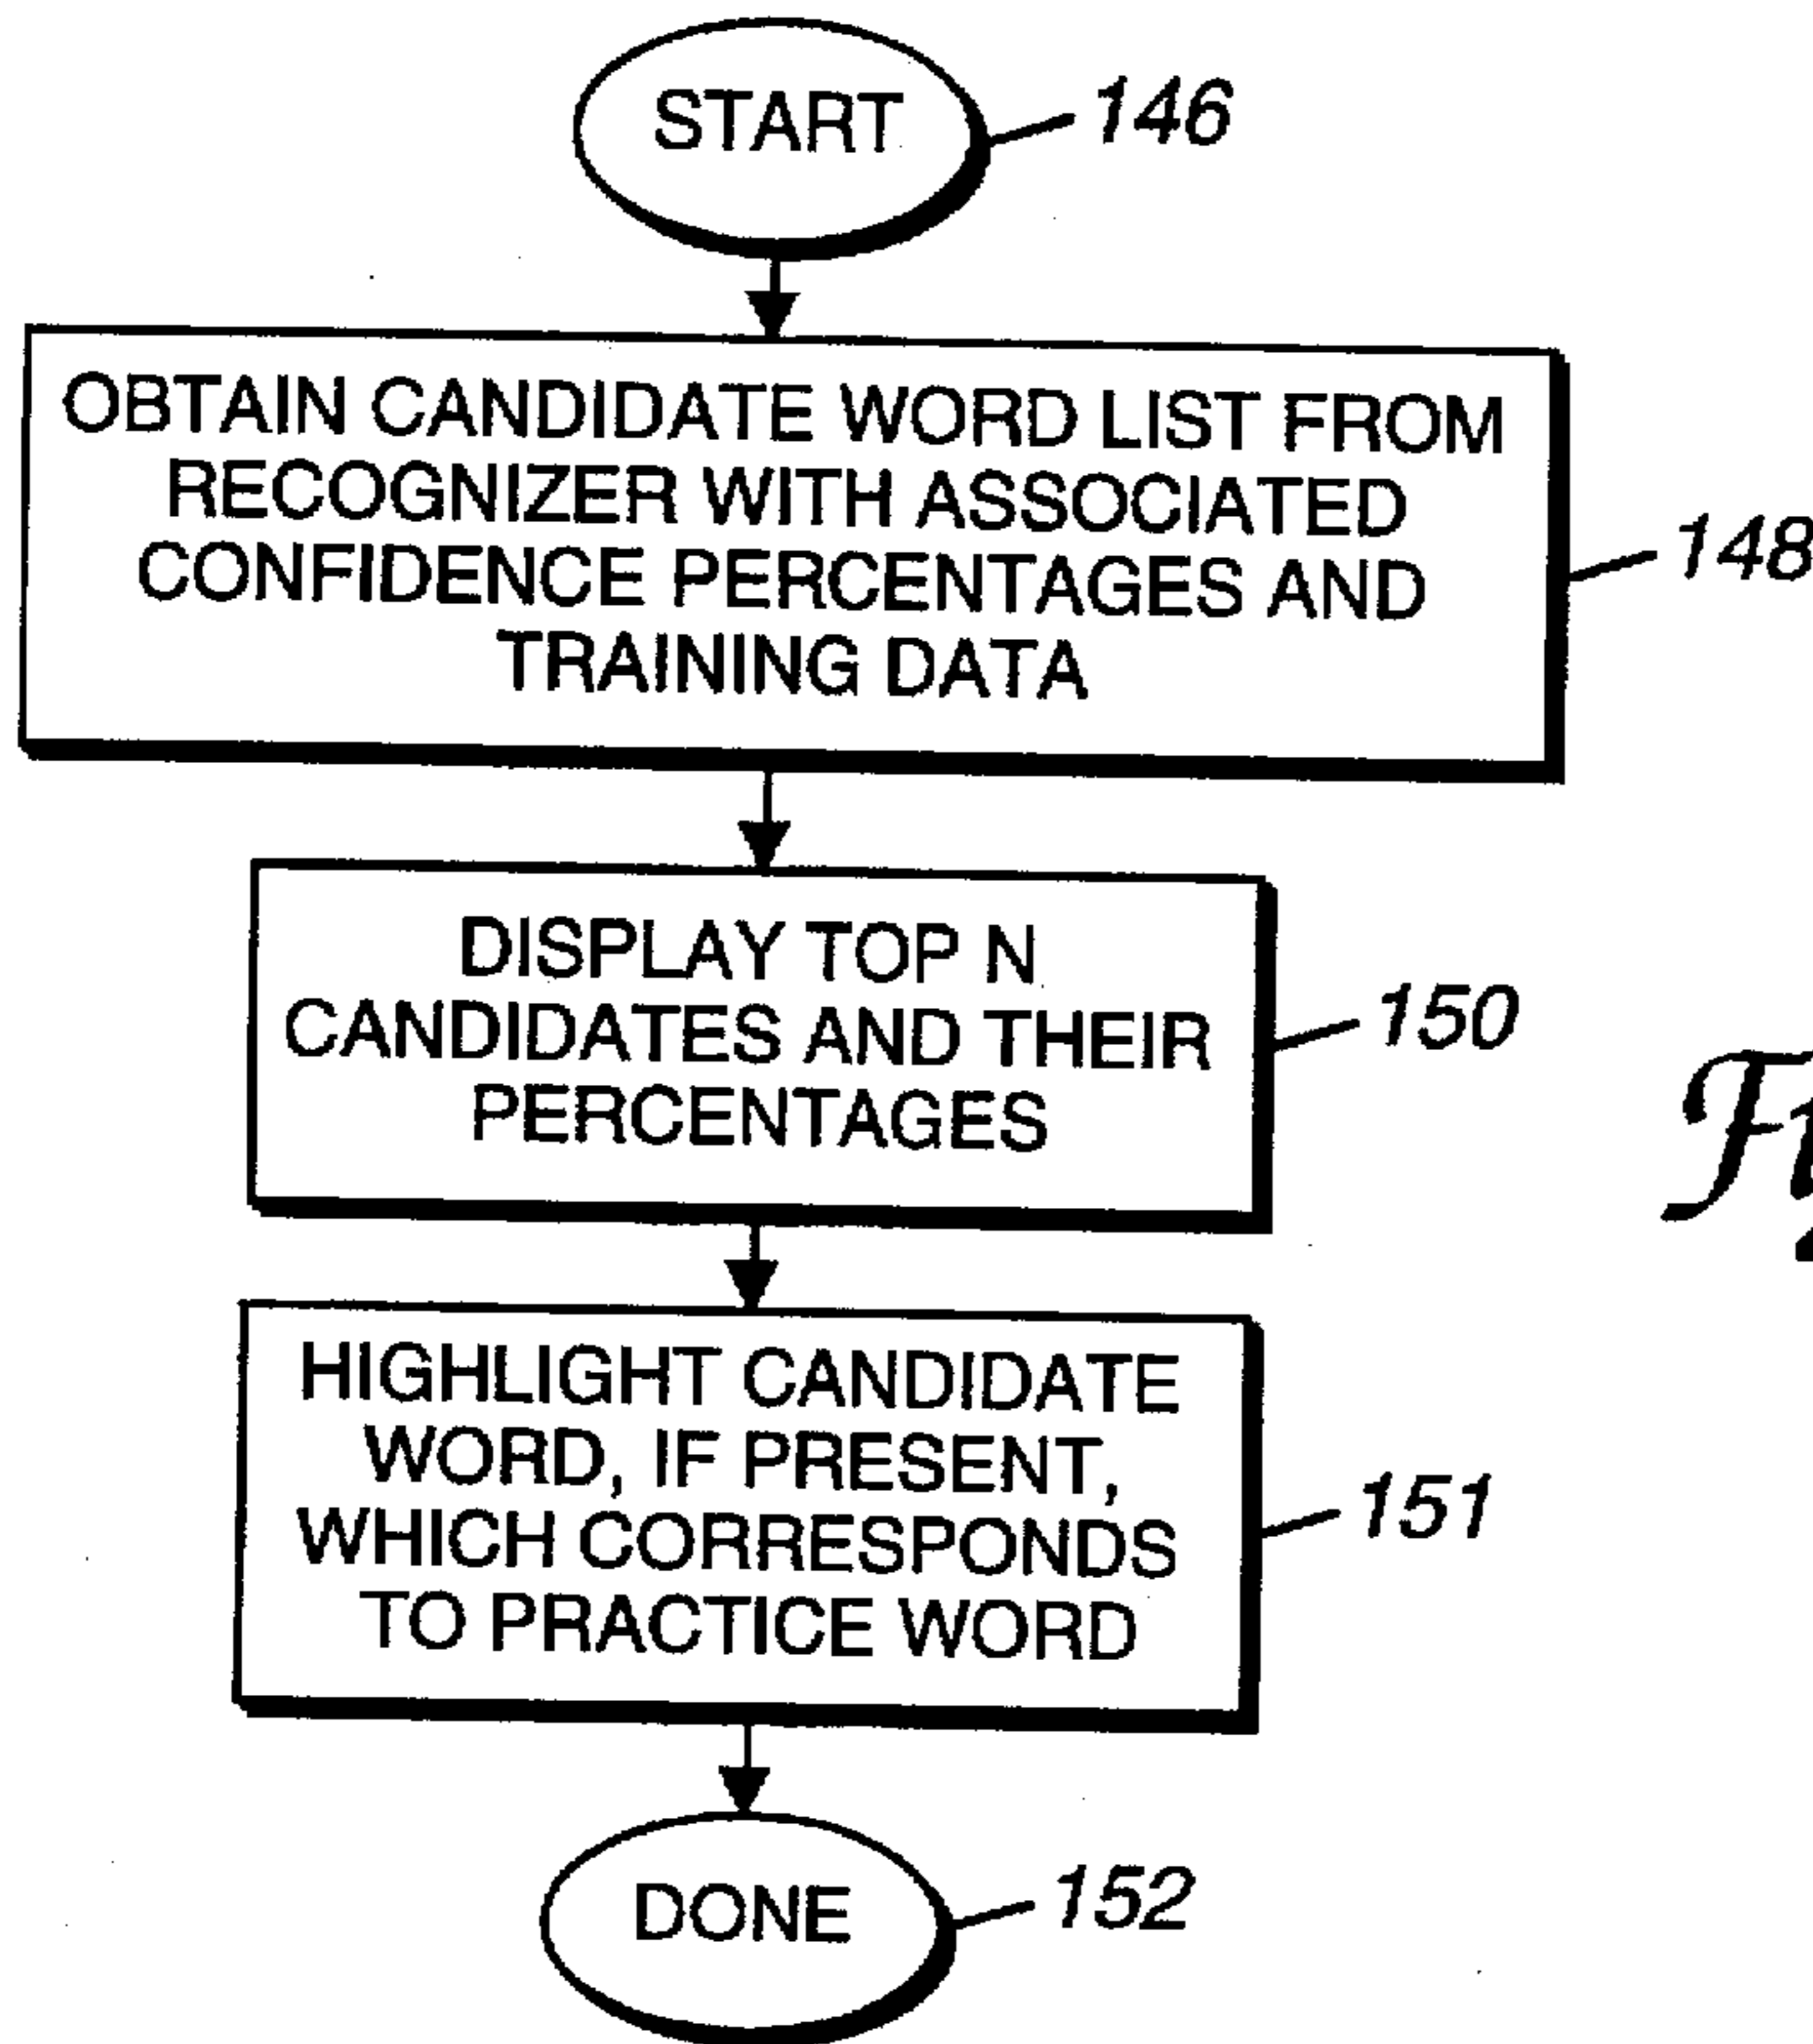 START
146
OBTAIN CANDIDATE WORD LIST FROM
RECOGNIZER WITH ASSOCIATED
CONFIDENCE PERCENTAGES AND
TRAINING DATA
148
DISPLAY TOP N
CANDIDATES AND THEIR
PERCENTAGES
150
HIGHLIGHT CANDIDATE
WORD, IF PRESENT,
WHICH CORRESPONDS
TO PRACTICE WORD
151
DONE
152